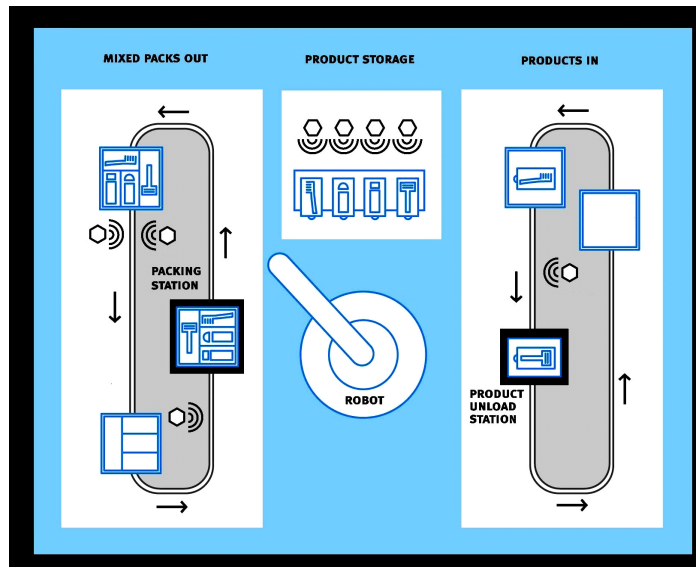 MIXED PACKS OUT
PRODUCT STORAGE
PRODUCTS IN
PACKING
STATION
ROBOT
PRODUCT
UNLOAD
STATION